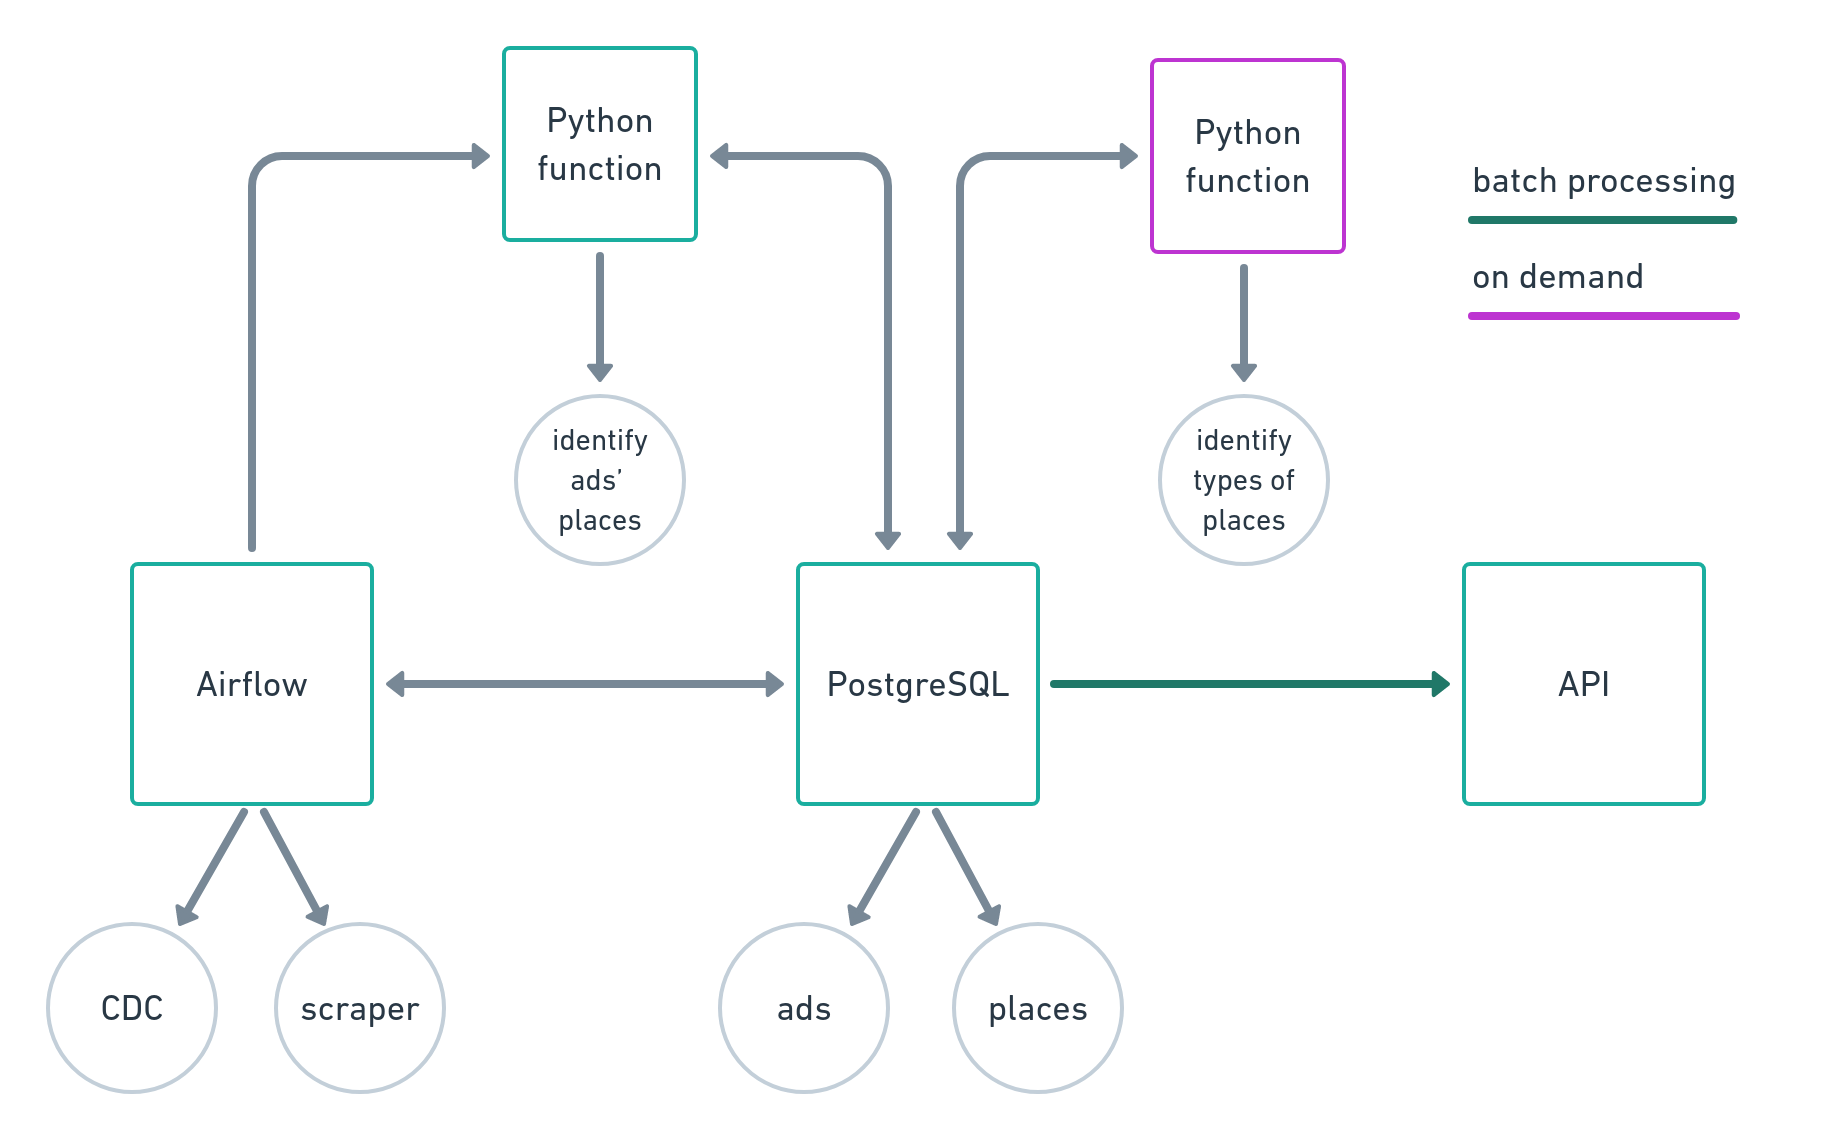 Python
function
Python
function
batch processing
on demand
identify
ads’
places
identify
types of
places
Airflow
PostgreSQL
API
CDC
scraper
ads
places